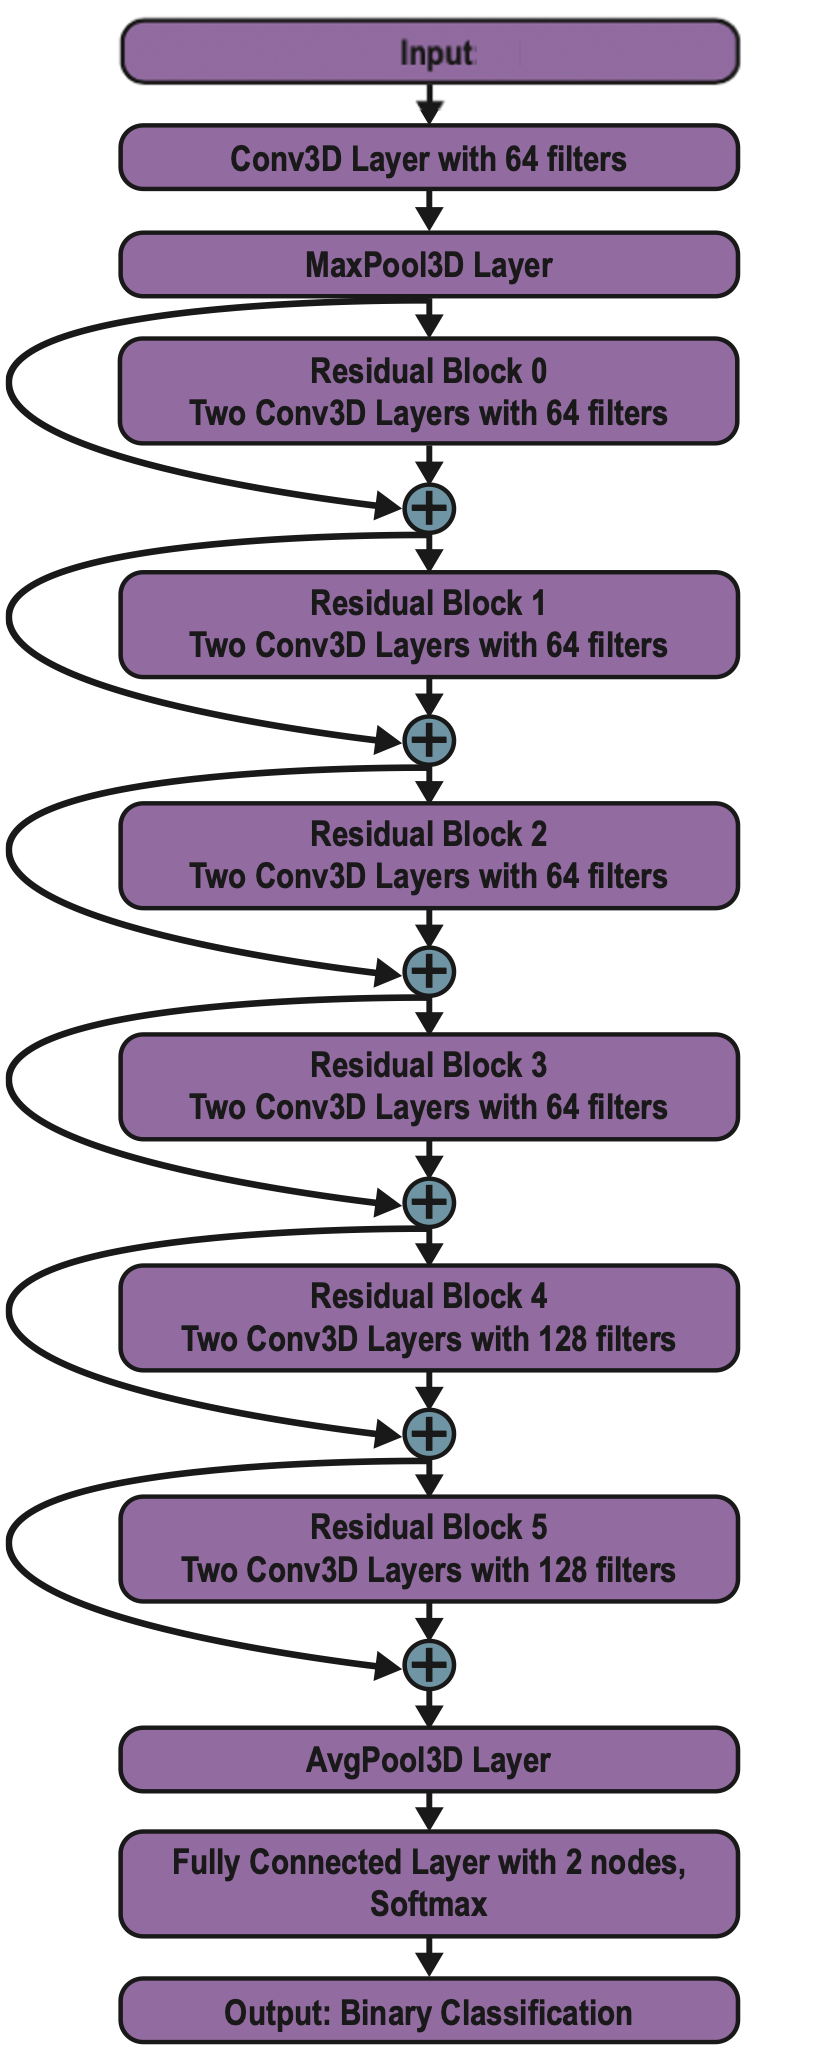 Input:
Conv3D Layer with 64 filters
MaxPool3D Layer
Residual Block 0
Two Conv3D Layers with 64 filters
Residual Block 1
Two Conv3D Layers with 64 filters
Residual Block 2
Two Conv3D Layers with 64 filters
Residual Block 3
Two Conv3D Layers with 64 filters
Residual Block 4
Two Conv3D Layers with 128 filters
Residual Block 5
Two Conv3D Layers with 128 filters
AvgPool3D Layer
Fully Connected Layer with 2 nodes,
Softmax
Output: Binary Classification